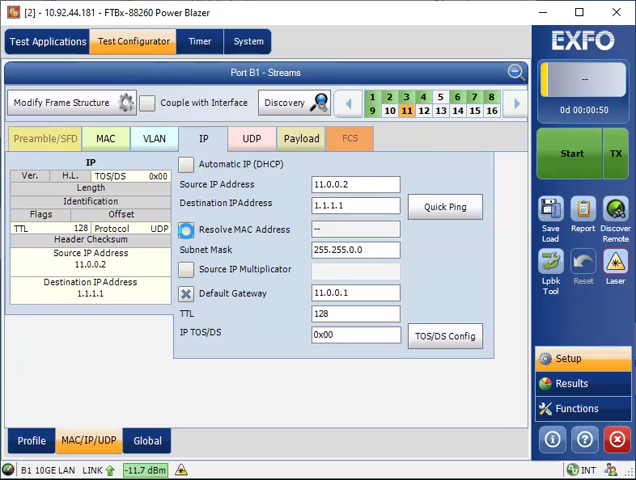 [2] - 10.92.44.181 - FTBx-88260 Power Blazer
Test Applications Test Configurator Timer System
EXFO
Port B1 - Streams
--
0d 00:00:50
Modify Frame Structure Couple with Interface Discovery
1 2 3 4 5 6 7 8
9 10 11 12 13 14 15 16
Preamble/SFD MAC VLAN IP UDP Payload FCS
Start TX
IP
Ver. H.L. TOS/DS 0x00
Length
Identification
Flags Offset
TTL 128 Protocol UDP
Header Checksum
Source IP Address
11.0.0.2
Destination IP Address
1.1.1.1
Automatic IP (DHCP)
Source IP Address 11.0.0.2
Destination IPAddress 1.1.1.1
Quick Ping
Resolve MAC Address --
Subnet Mask 255.255.0.0
Source IP Multiplicator
Default Gateway 11.0.0.1
TTL 128
IP TOS/DS 0x00
TOS/DS Config
Save
Load
Report
Discover
Remote
Lpbk
Tool
Reset
Laser
Setup
Results
Functions
Profile MAC/IP/UDP Global
B1 10GE LAN LINK -11.7 dBm
INT